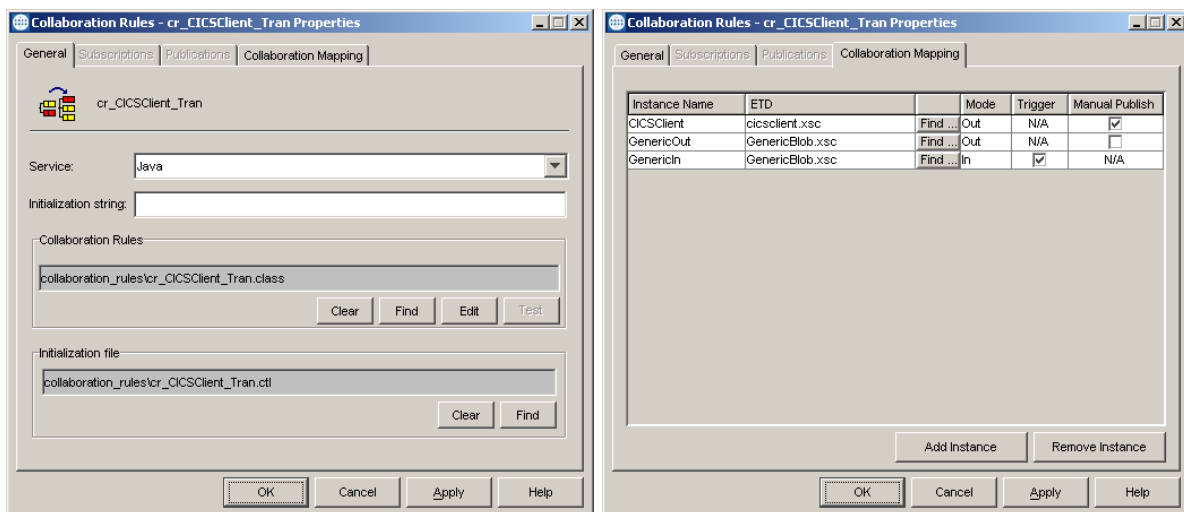 Collaboration Rules - cr_CICSClient_Tran Properties
General Subscriptions Publications Collaboration Mapping
cr_CICSClient_Tran
Service: Java
Initialization string:
Collaboration Rules
collaboration_rules\cr_CICSClient_Tran.class
Clear Find Edit Test
Initialization file
collaboration_rules\cr_CICSClient_Tran.ctl
Clear Find
OK Cancel Apply Help
Collaboration Rules - cr_CICSClient_Tran Properties
General Subscriptions Publications Collaboration Mapping
Instance Name ETD Mode Trigger Manual Publish
CICSClient cicsclient.xsc Find ... Out N/A
GenericOut GenericBlob.xsc Find ... Out N/A
GenericIn GenericBlob.xsc Find ... In N/A
Add Instance Remove Instance
OK Cancel Apply Help